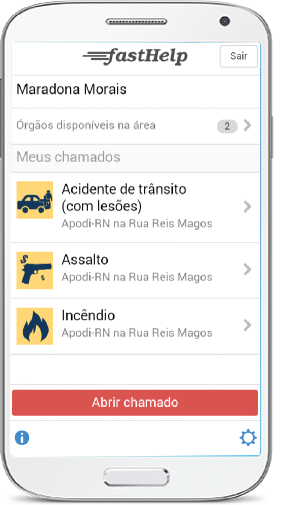 fastHelp
Sair
Maradona Morais
Órgãos disponíveis na área
2
Meus chamados
Acidente de trânsito
(com lesões)
Apodi-RN na Rua Reis Magos
Assalto
Apodi-RN na Rua Reis Magos
Incêndio
Apodi-RN na Rua Reis Magos
Abrir chamado